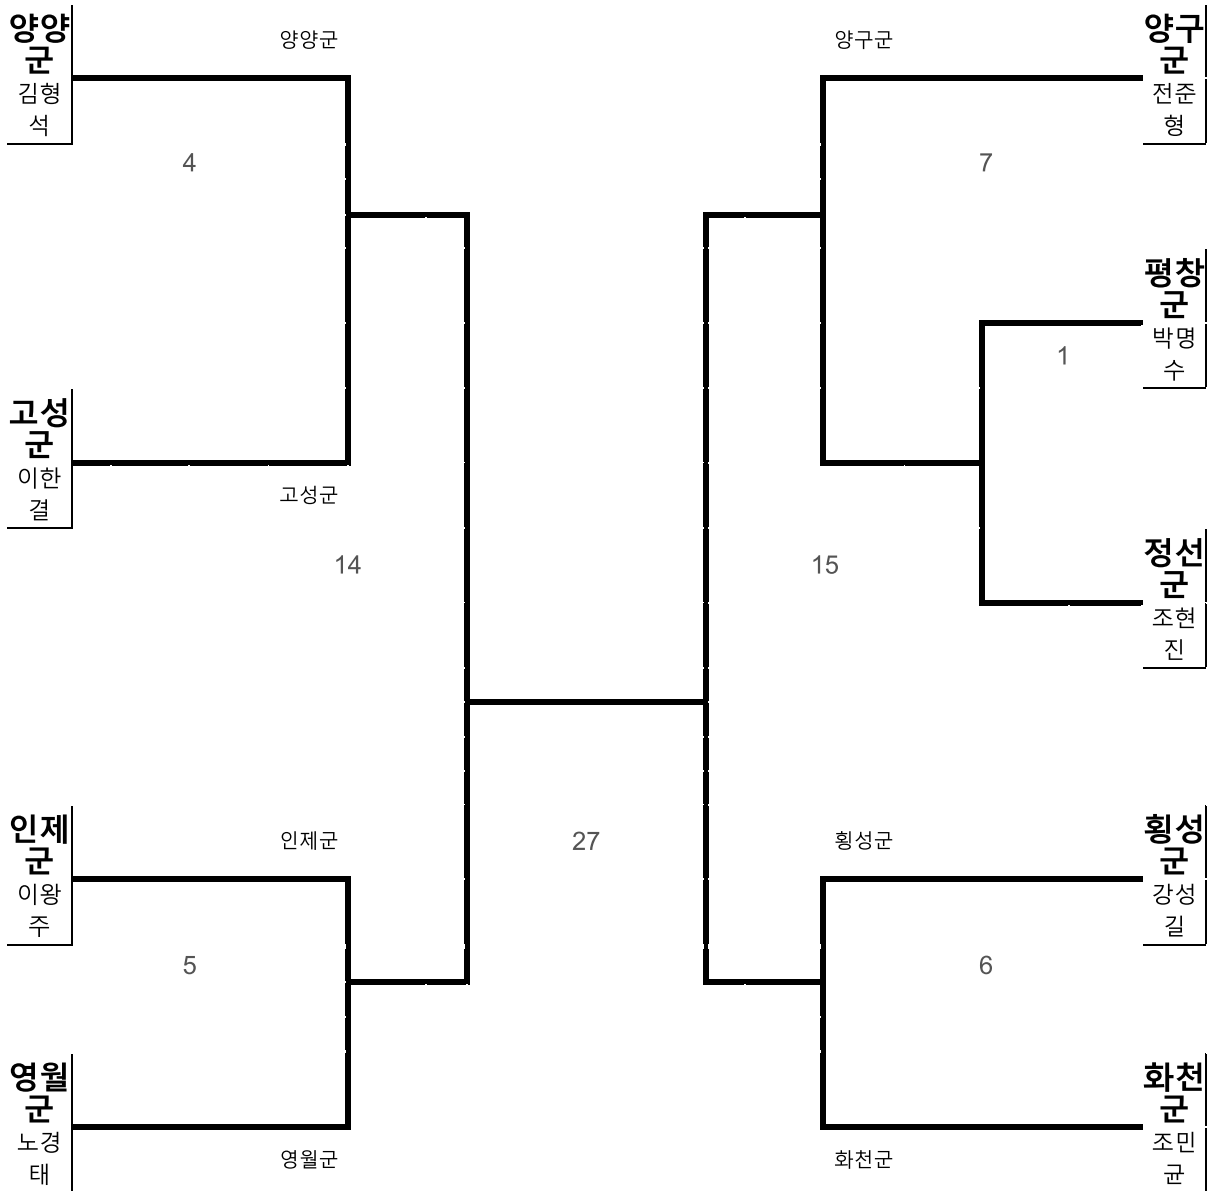 양양
군
김형
석
양양군
4
고성
군
이한
결
고성군
14
인제
군
이왕
주
인제군
5
영월
군
노경
태
영월군
27
양구군
양구
군
전준
형
7
평창
군
박명
수
1
정선
군
조현
진
15
횡성군
횡성
군
강성
길
6
화천
군
조민
균
화천군